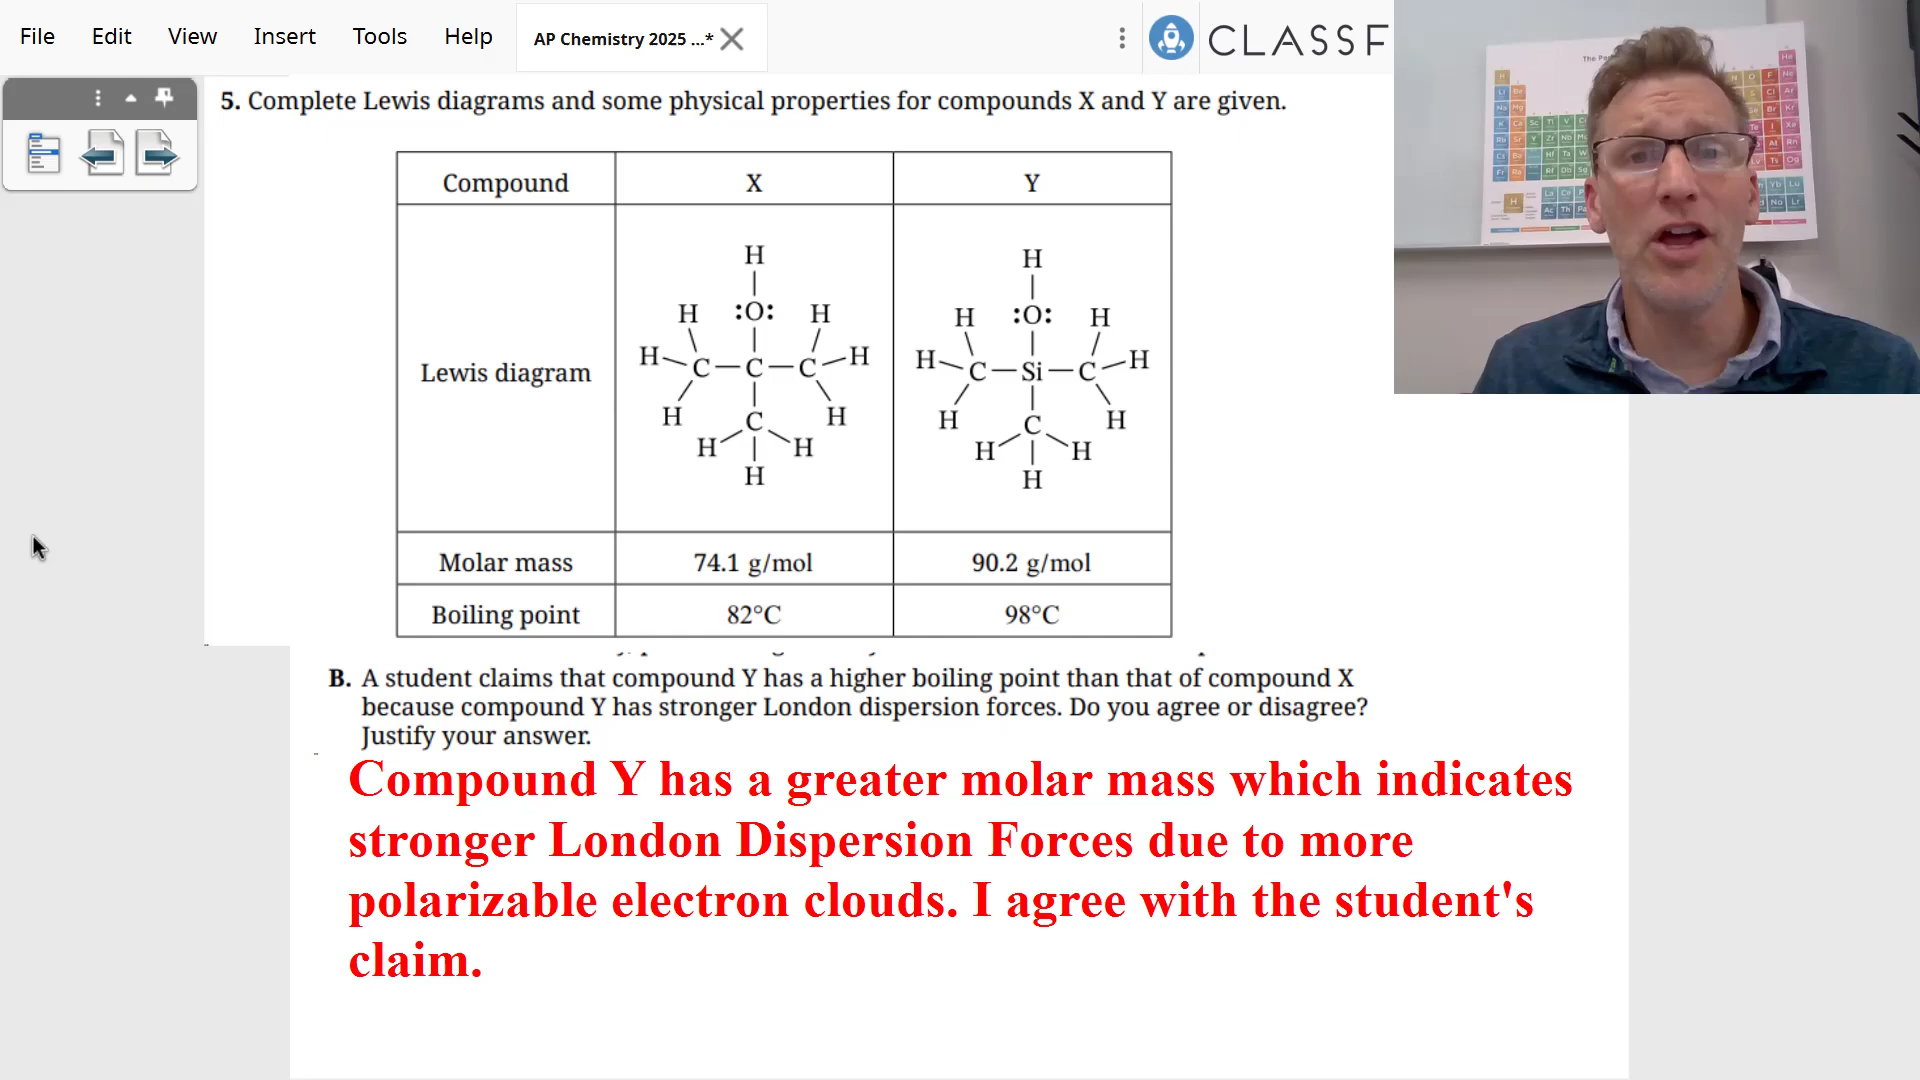 File Edit View Insert Tools Help AP Chemistry 2025 ...* CLASSF
5. Complete Lewis diagrams and some physical properties for compounds X and Y are given.
Compound X Y
Lewis diagram
H
H :O: H
H C C C H
H C H
H H
H
H
H :O: H
H C Si C H
H C H
H H
H
Molar mass 74.1 g/mol 90.2 g/mol
Boiling point 82°C 98°C
B. A student claims that compound Y has a higher boiling point than that of compound X
because compound Y has stronger London dispersion forces. Do you agree or disagree?
Justify your answer.
Compound Y has a greater molar mass which indicates
stronger London Dispersion Forces due to more
polarizable electron clouds. I agree with the student's
claim.